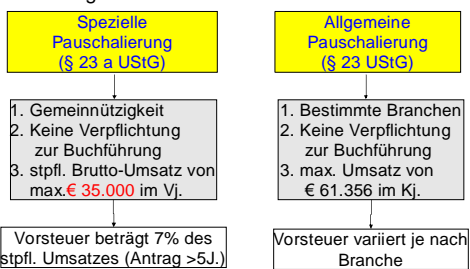 Spezielle
Pauschalierung
(§ 23 a UStG)
1. Gemeinnützigkeit
2. Keine Verpflichtung
zur Buchführung
3. stpfl. Brutto-Umsatz von
max.€ 35.000 im Vj.
Vorsteuer beträgt 7% des
stpfl. Umsatzes (Antrag >5J.)
Allgemeine
Pauschalierung
(§ 23 UStG)
1. Bestimmte Branchen
2. Keine Verpflichtung
zur Buchführung
3. max. Umsatz von
€ 61.356 im Kj.
Vorsteuer variiert je nach
Branche